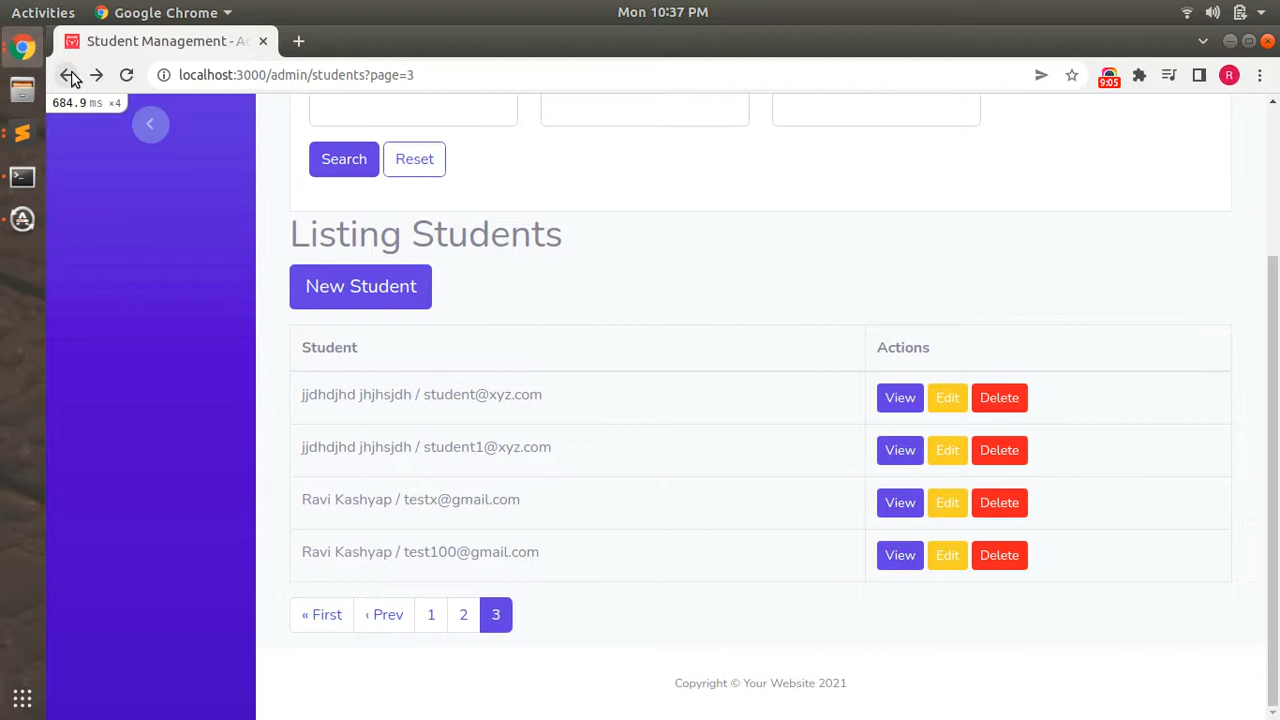 Activities Google Chrome Mon 10:37 PM
Student Management - A
localhost:3000/admin/students?page=3 9:05 R
684.9 ms ×4
Search Reset
Listing Students
New Student
Student Actions
jjdhdjhd jhjhsjdh / student@xyz.com View Edit Delete
jjdhdjhd jhjhsjdh / student1@xyz.com View Edit Delete
Ravi Kashyap / testx@gmail.com View Edit Delete
Ravi Kashyap / test100@gmail.com View Edit Delete
« First ‹ Prev 1 2 3
Copyright © Your Website 2021